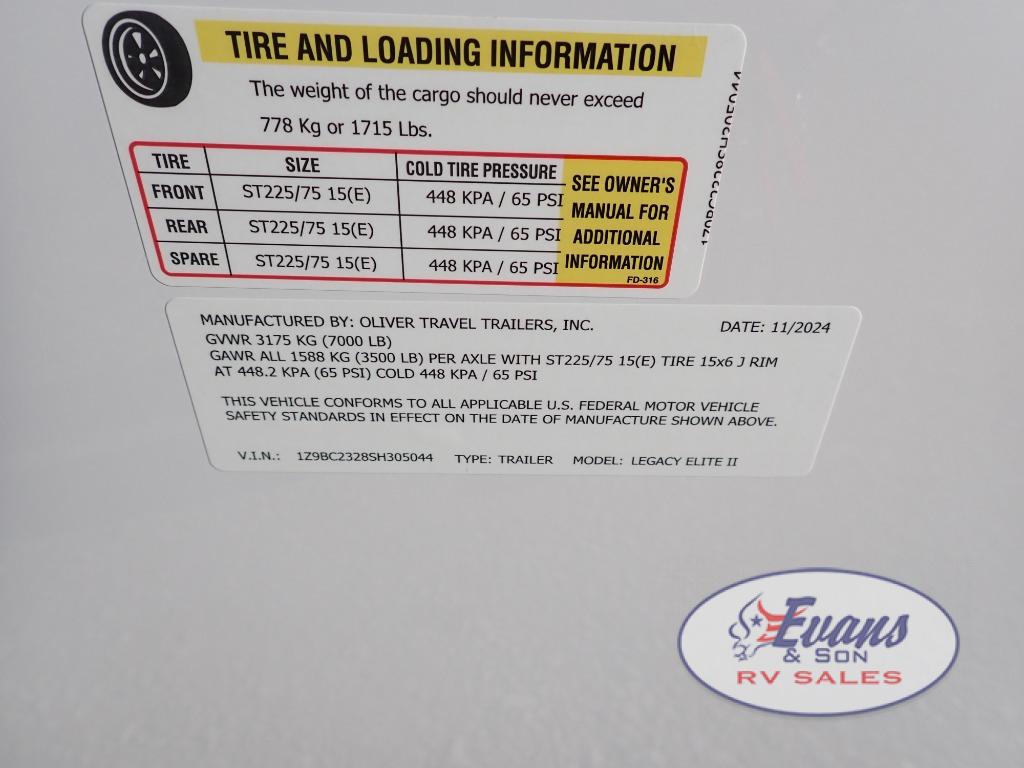 TIRE AND LOADING INFORMATION
The weight of the cargo should never exceed
778 Kg or 1715 Lbs.
TIRE SIZE COLD TIRE PRESSURE
FRONT ST225/75 15(E) 448 KPA / 65 PSI
REAR ST225/75 15(E) 448 KPA / 65 PSI
SPARE ST225/75 15(E) 448 KPA / 65 PSI
SEE OWNER'S
MANUAL FOR
ADDITIONAL
INFORMATION
FD-316
MANUFACTURED BY: OLIVER TRAVEL TRAILERS, INC. DATE: 11/2024
GVWR 3175 KG (7000 LB)
GAWR ALL 1588 KG (3500 LB) PER AXLE WITH ST225/75 15(E) TIRE 15x6 J RIM
AT 448.2 KPA (65 PSI) COLD 448 KPA / 65 PSI
THIS VEHICLE CONFORMS TO ALL APPLICABLE U.S. FEDERAL MOTOR VEHICLE
SAFETY STANDARDS IN EFFECT ON THE DATE OF MANUFACTURE SHOWN ABOVE.
V.I.N.: 1Z9BC2328SH305044 TYPE: TRAILER MODEL: LEGACY ELITE II
Evans
& SON
RV SALES